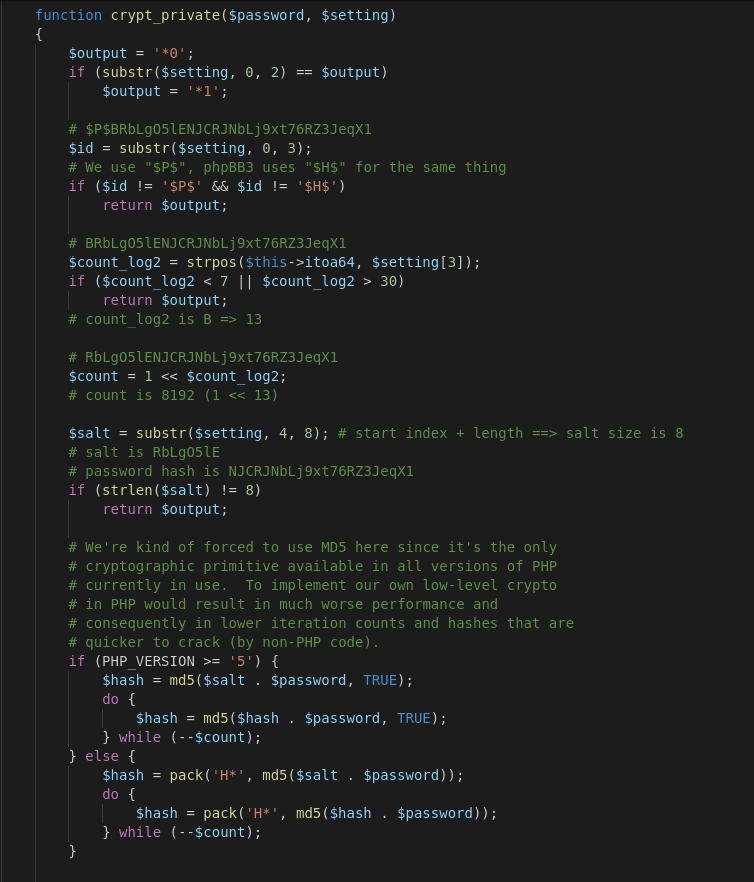 function crypt_private($password, $setting)
{
    $output = '*0';
    if (substr($setting, 0, 2) == $output)
        $output = '*1';

    # $P$BRbLgO5lENJCRJNbLj9xt76RZ3JeqX1
    $id = substr($setting, 0, 3);
    # We use "$P$", phpBB3 uses "$H$" for the same thing
    if ($id != '$P$' && $id != '$H$')
        return $output;

    # BRbLgO5lENJCRJNbLj9xt76RZ3JeqX1
    $count_log2 = strpos($this->itoa64, $setting[3]);
    if ($count_log2 < 7 || $count_log2 > 30)
        return $output;
    # count_log2 is B => 13

    # RbLgO5lENJCRJNbLj9xt76RZ3JeqX1
    $count = 1 << $count_log2;
    # count is 8192 (1 << 13)

    $salt = substr($setting, 4, 8); # start index + length ==> salt size is 8
    # salt is RbLgO5lE
    # password hash is NJCRJNbLj9xt76RZ3JeqX1
    if (strlen($salt) != 8)
        return $output;

    # We're kind of forced to use MD5 here since it's the only
    # cryptographic primitive available in all versions of PHP
    # currently in use.  To implement our own low-level crypto
    # in PHP would result in much worse performance and
    # consequently in lower iteration counts and hashes that are
    # quicker to crack (by non-PHP code).
    if (PHP_VERSION >= '5') {
        $hash = md5($salt . $password, TRUE);
        do {
            $hash = md5($hash . $password, TRUE);
        } while (--$count);
    } else {
        $hash = pack('H*', md5($salt . $password));
        do {
            $hash = pack('H*', md5($hash . $password));
        } while (--$count);
    }